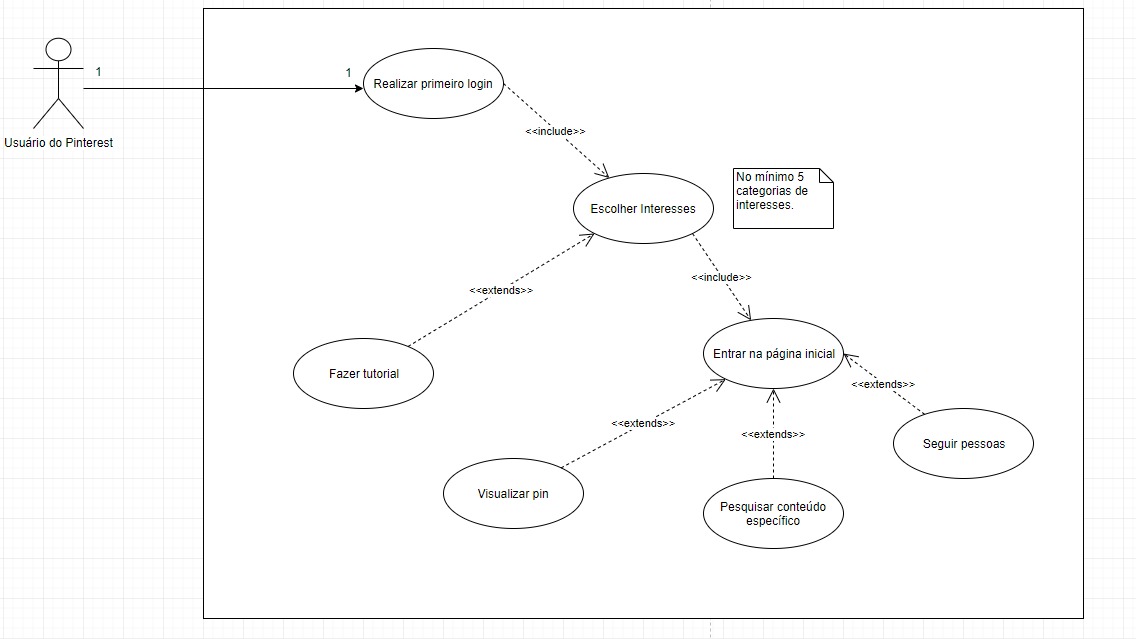 1
1
Realizar primeiro login
Usuário do Pinterest
<<include>>
No mínimo 5
categorias de
interesses.
Escolher Interesses
<<include>>
<<extends>>
Entrar na página inicial
Fazer tutorial
<<extends>>
<<extends>>
<<extends>>
Seguir pessoas
Visualizar pin
Pesquisar conteúdo
específico